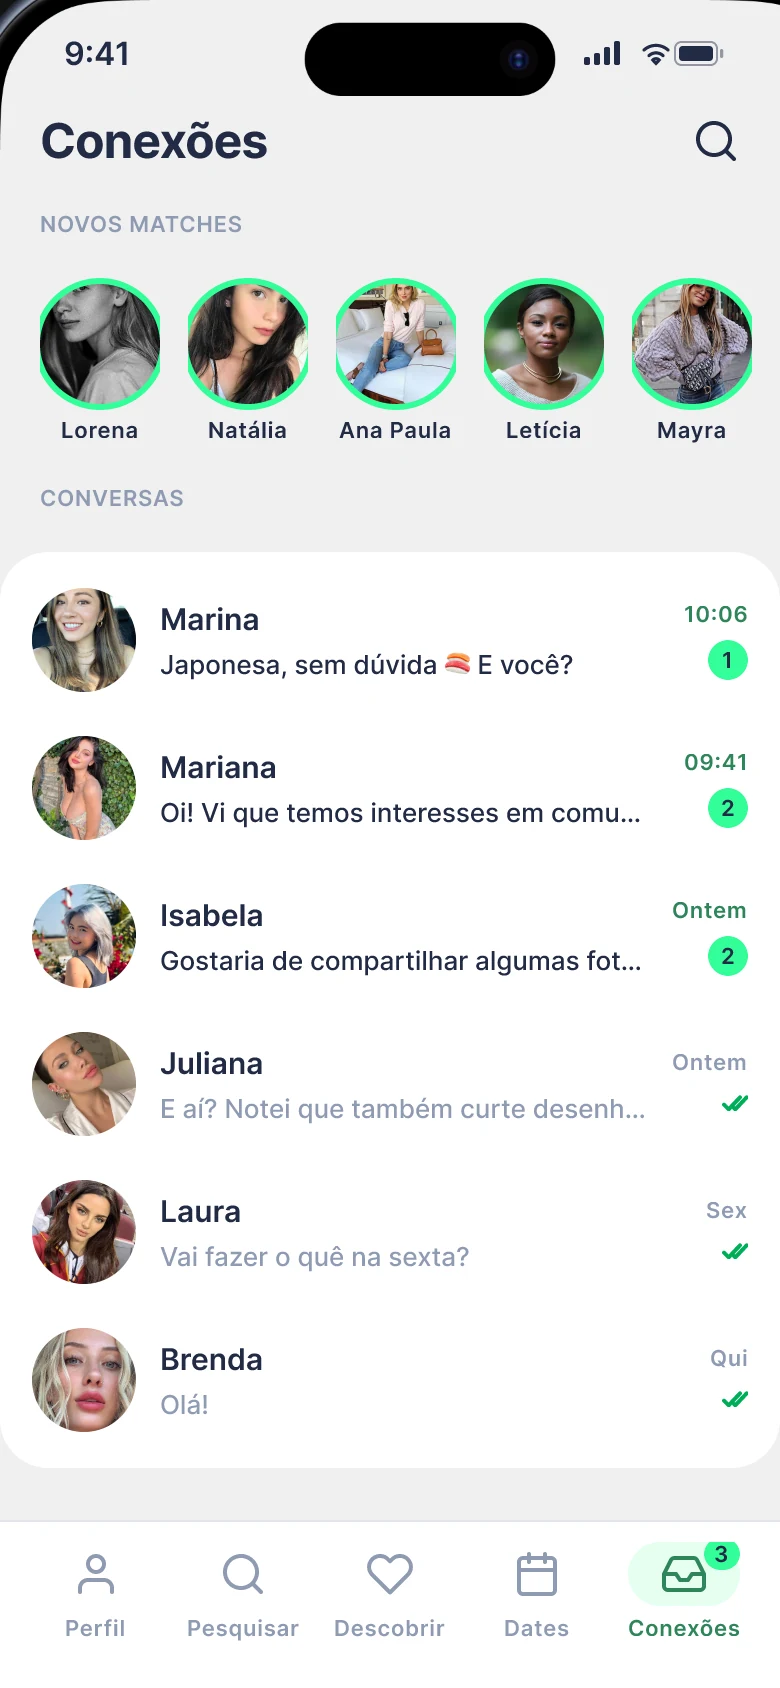 9:41
Conexões
NOVOS MATCHES
Lorena
Natália
Ana Paula
Letícia
Mayra
CONVERSAS
Marina
10:06
Japonesa, sem dúvida 🍣 E você?
1
Mariana
09:41
Oi! Vi que temos interesses em comu...
2
Isabela
Ontem
Gostaria de compartilhar algumas fot...
2
Juliana
Ontem
E aí? Notei que também curte desenh...
Laura
Sex
Vai fazer o quê na sexta?
Brenda
Qui
Olá!
3
Perfil
Pesquisar
Descobrir
Dates
Conexões